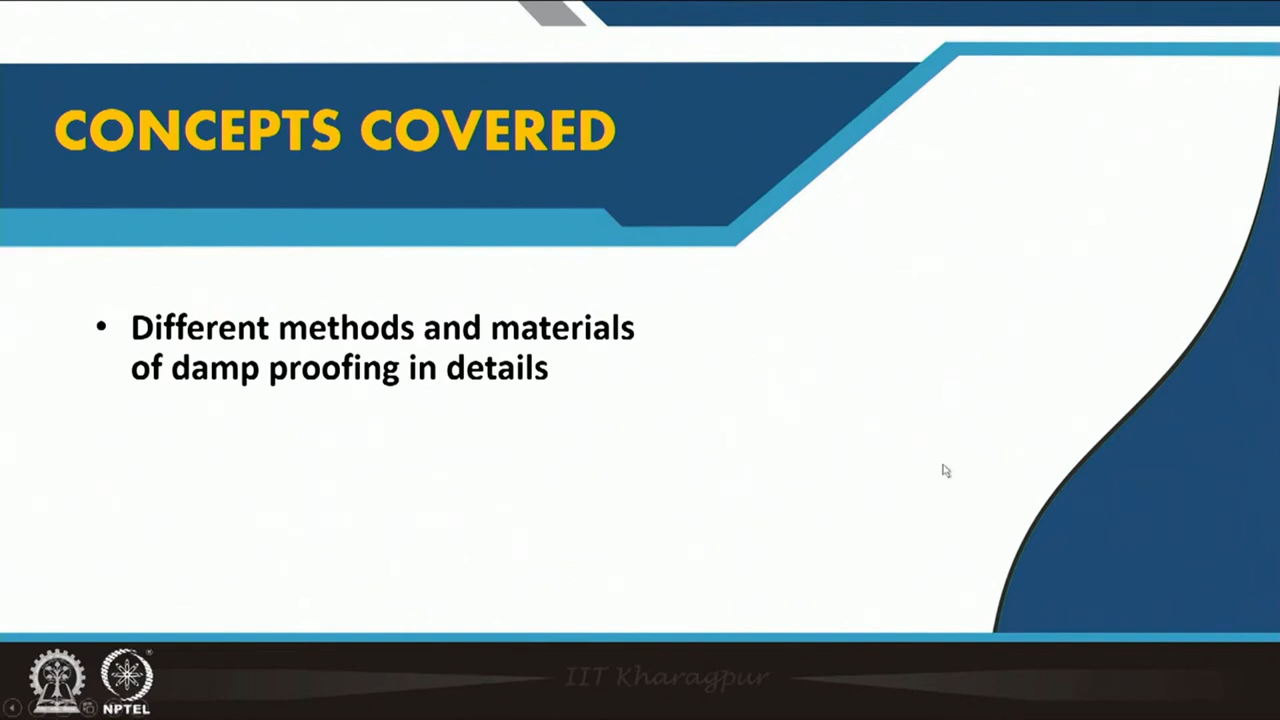 CONCEPTS COVERED
• Different methods and materials
of damp proofing in details
IIT Kharagpur
NPTEL